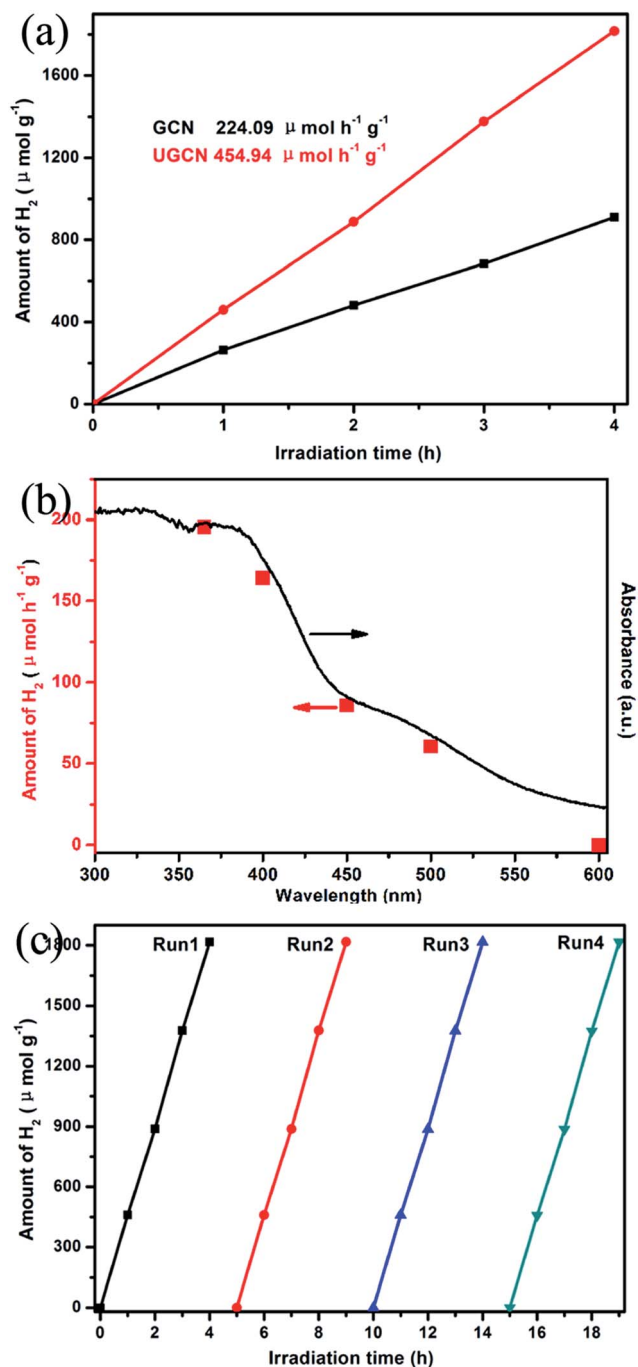 (a)
Amount of H2 ( μ mol g-1)
1600
1200
800
400
0
GCN 224.09 μ mol h-1 g-1
UGCN 454.94 μ mol h-1 g-1
0 1 2 3 4
Irradiation time (h)
(b)
Amount of H2 ( μ mol h-1 g-1)
200
150
100
50
0
Absorbance (a.u.)
300 350 400 450 500 550 600
Wavelength (nm)
(c)
Amount of H2 ( μ mol g-1)
1800
1500
1200
900
600
300
0
Run1 Run2 Run3 Run4
0 2 4 6 8 10 12 14 16 18
Irradiation time (h)